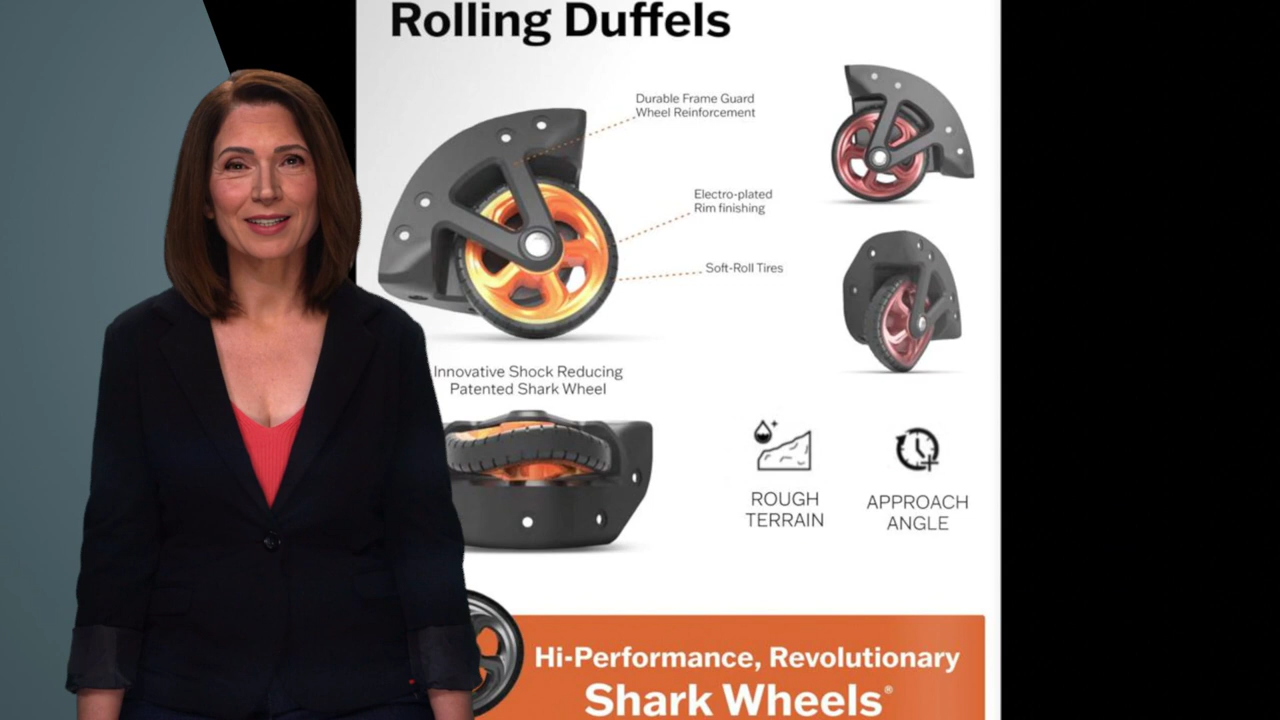 Rolling Duffels
Durable Frame Guard
Wheel Reinforcement
Electro-plated
Rim finishing
Soft-Roll Tires
Innovative Shock Reducing
Patented Shark Wheel
ROUGH
TERRAIN
APPROACH
ANGLE
Hi-Performance, Revolutionary
Shark Wheels®